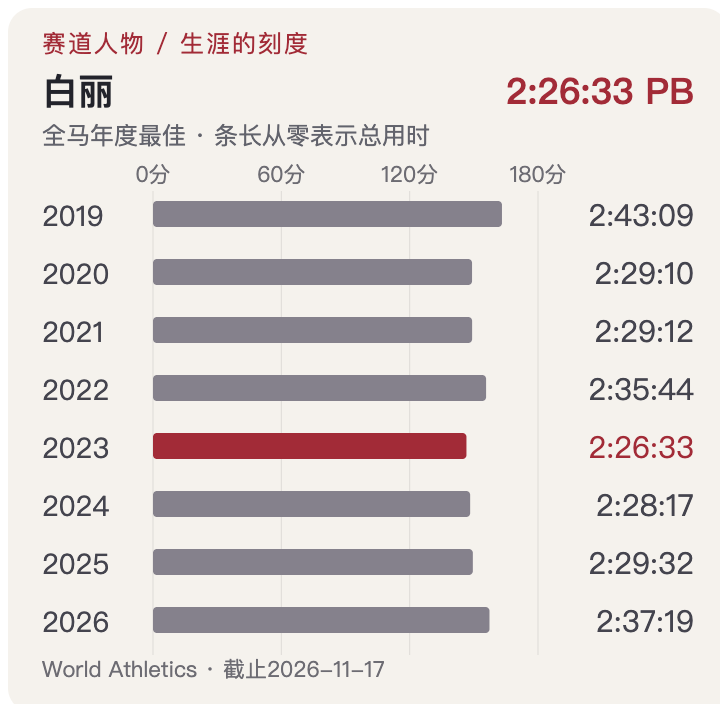 赛道人物 / 生涯的刻度
白丽 2:26:33 PB
全马年度最佳 · 条长从零表示总用时
0分 60分 120分 180分
2019 2:43:09
2020 2:29:10
2021 2:29:12
2022 2:35:44
2023 2:26:33
2024 2:28:17
2025 2:29:32
2026 2:37:19
World Athletics · 截止2026–11–17